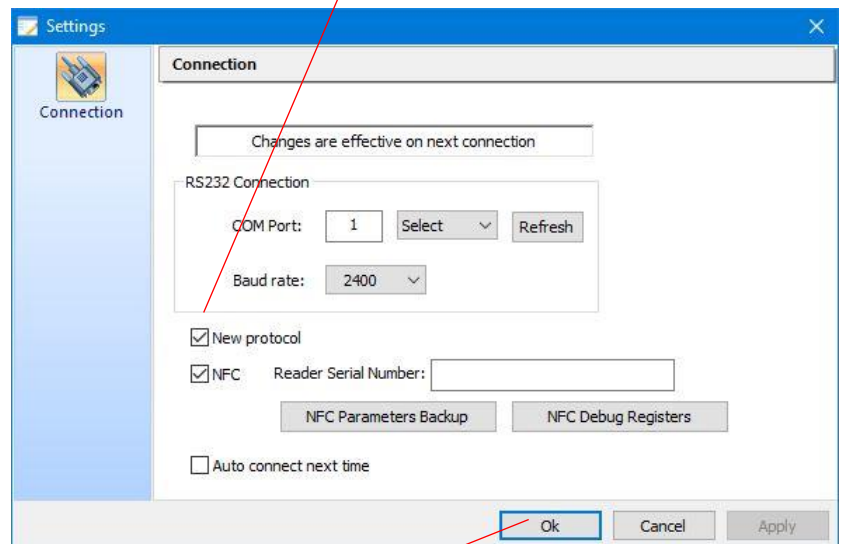 Settings
Connection
Connection
Changes are effective on next connection
RS232 Connection
COM Port: 1 Select Refresh
Baud rate: 2400
New protocol
NFC Reader Serial Number:
NFC Parameters Backup NFC Debug Registers
Auto connect next time
Ok Cancel Apply